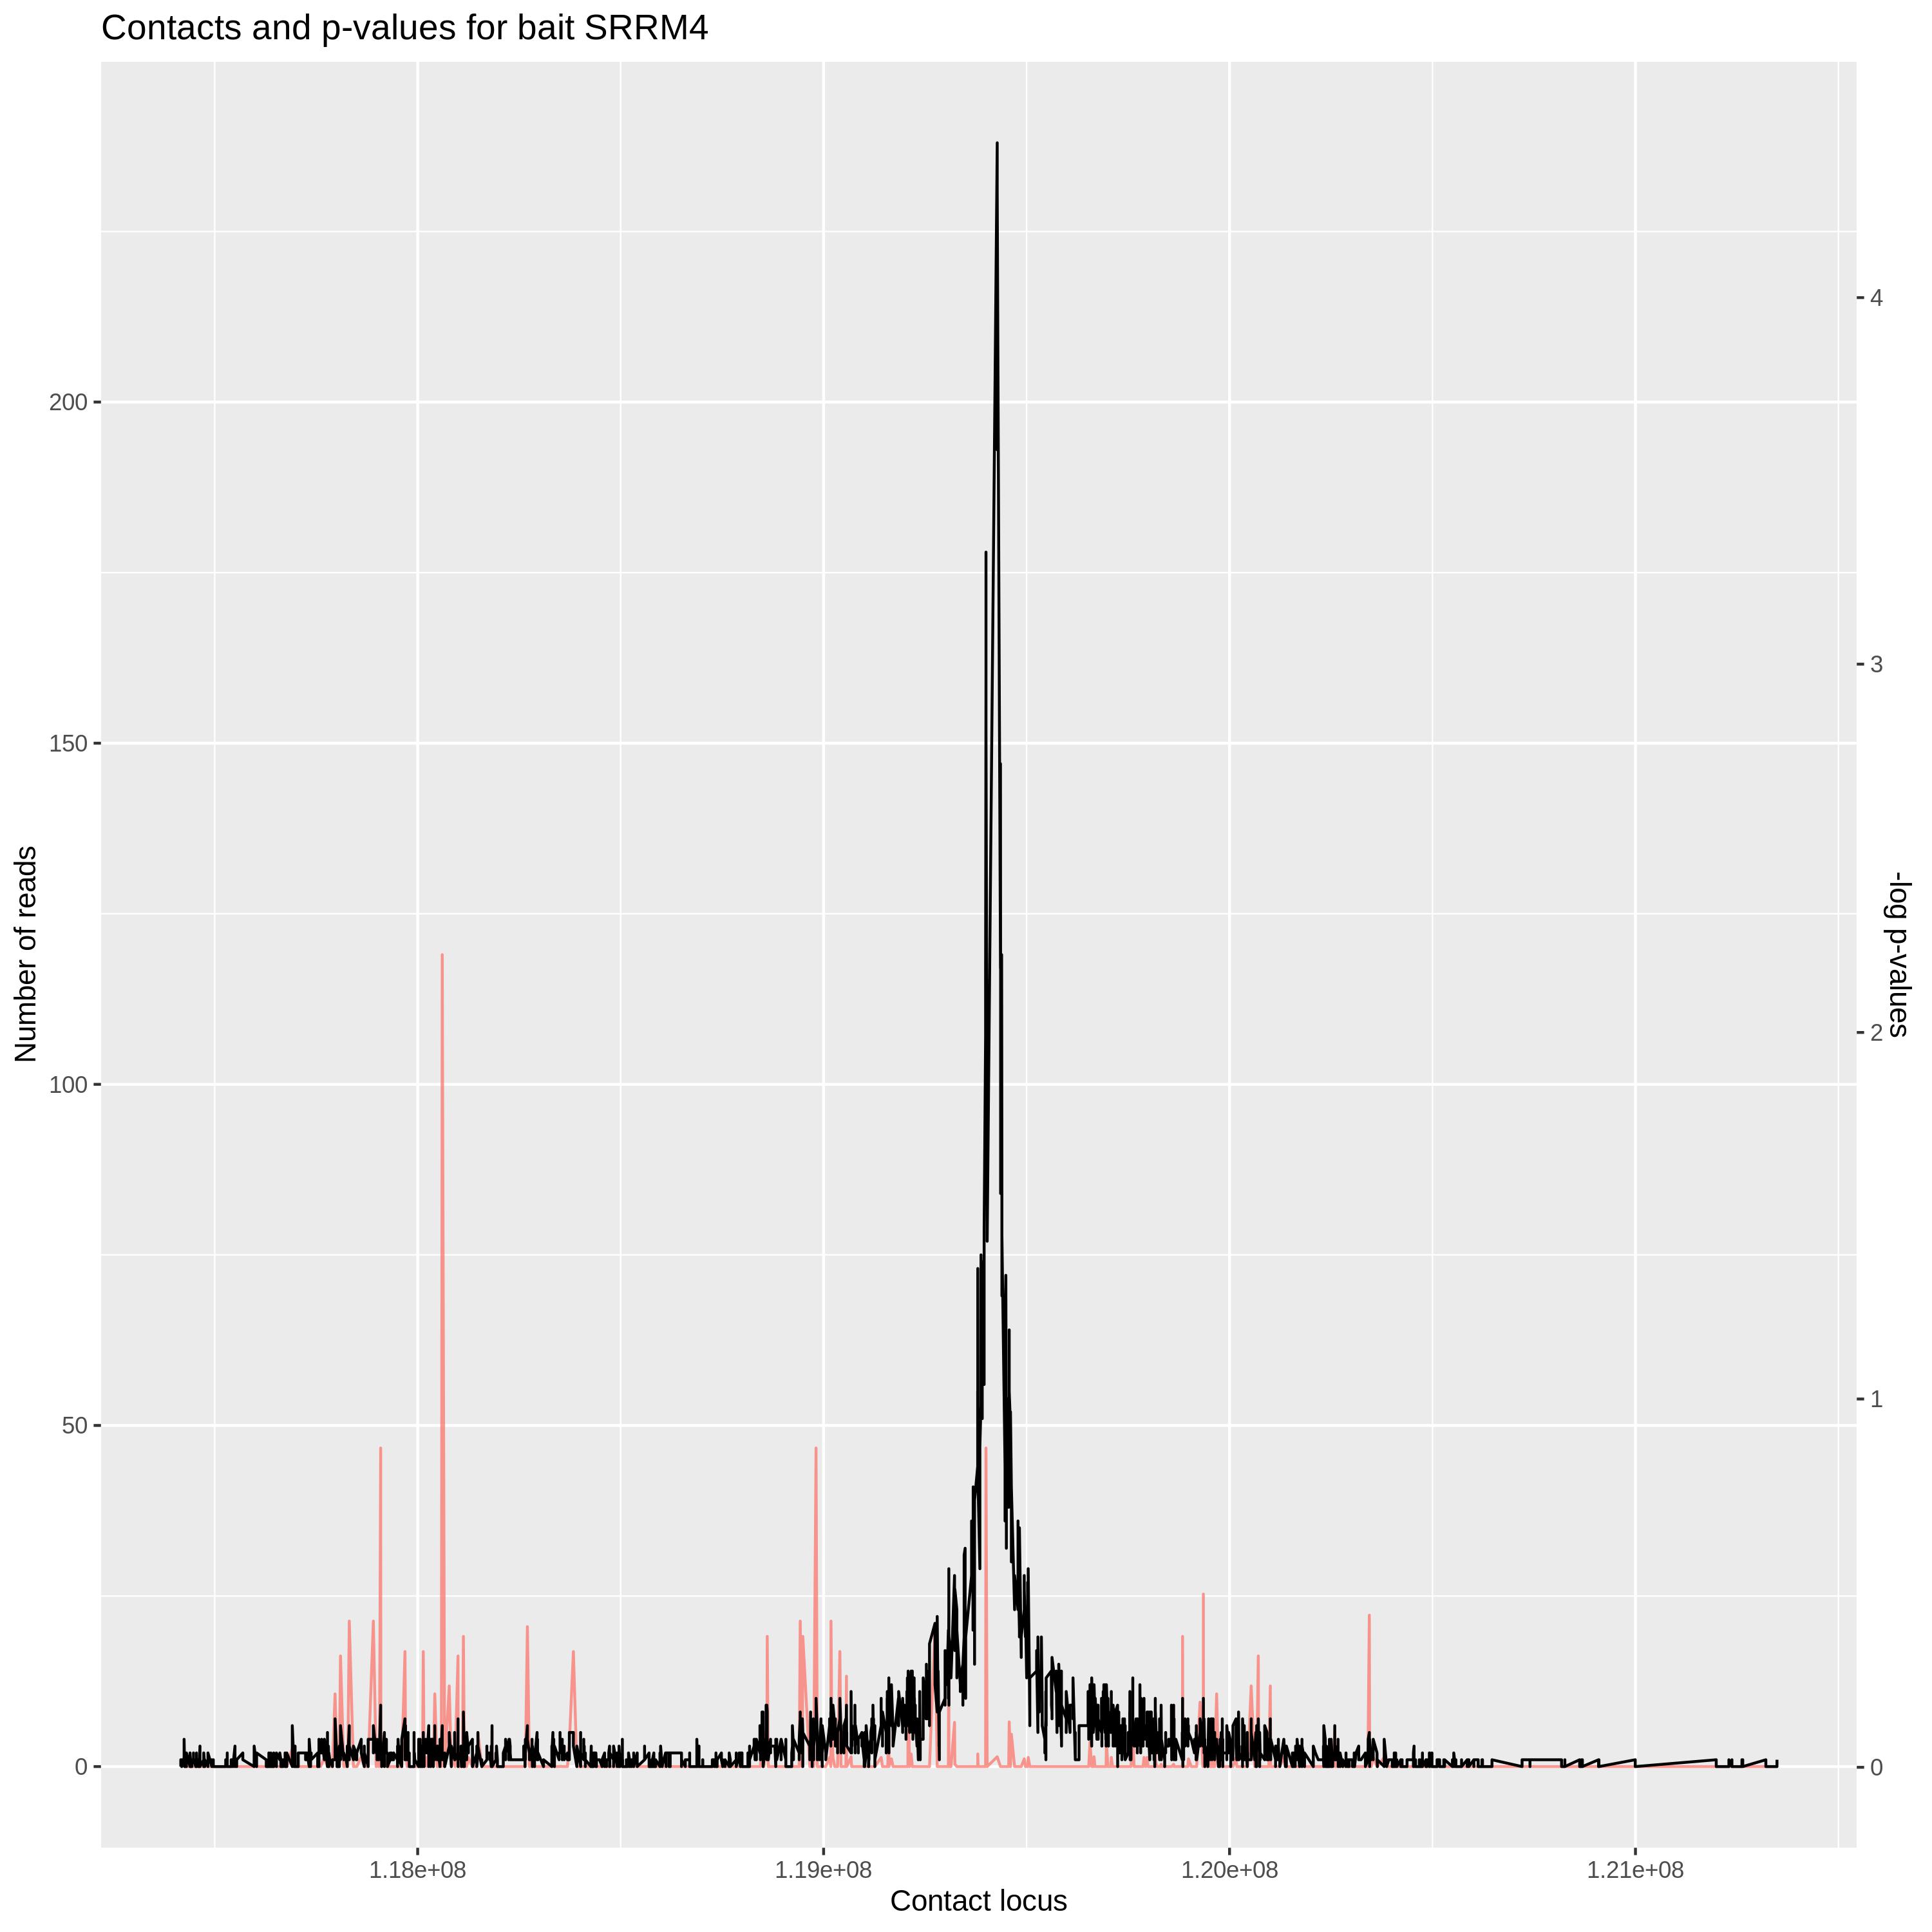 Contacts and p-values for bait SRRM4
Number of reads
200
150
100
50
0
4
3
2
1
0
-log p-values
1.18e+08
1.19e+08
1.20e+08
1.21e+08
Contact locus